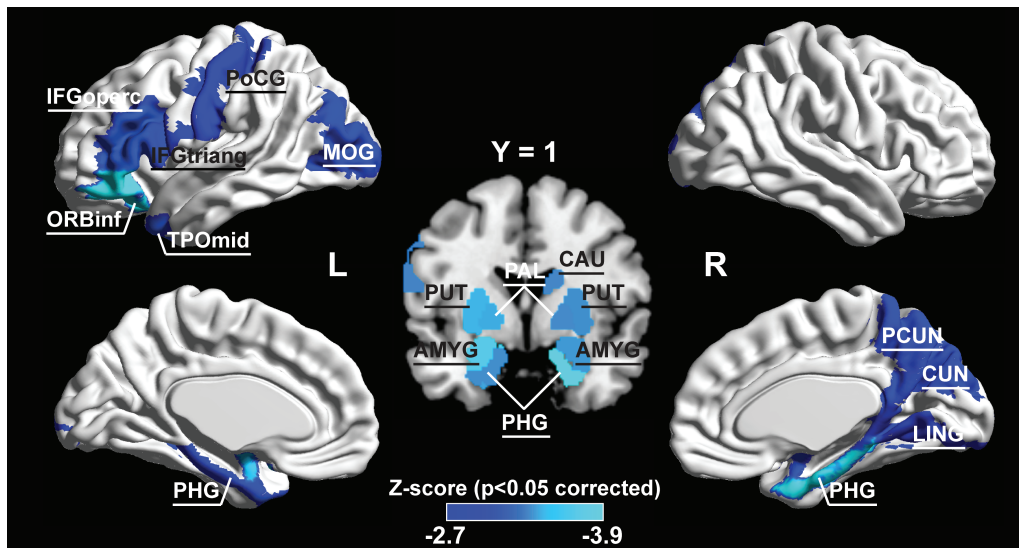 PoCG
IFGoperc
IFGtriang
MOG
Y = 1
ORBinf
TPOmid
L
R
CAU
PAL
PUT
PUT
PCUN
AMYG
AMYG
CUN
PHG
LING
PHG
PHG
Z-score (p<0.05 corrected)
-2.7
-3.9